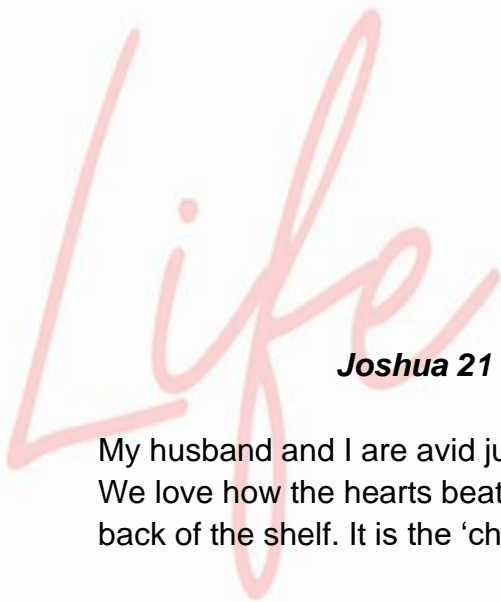 Life
Joshua 21
My husband and I are avid
We love how the hearts beat
back of the shelf. It is the